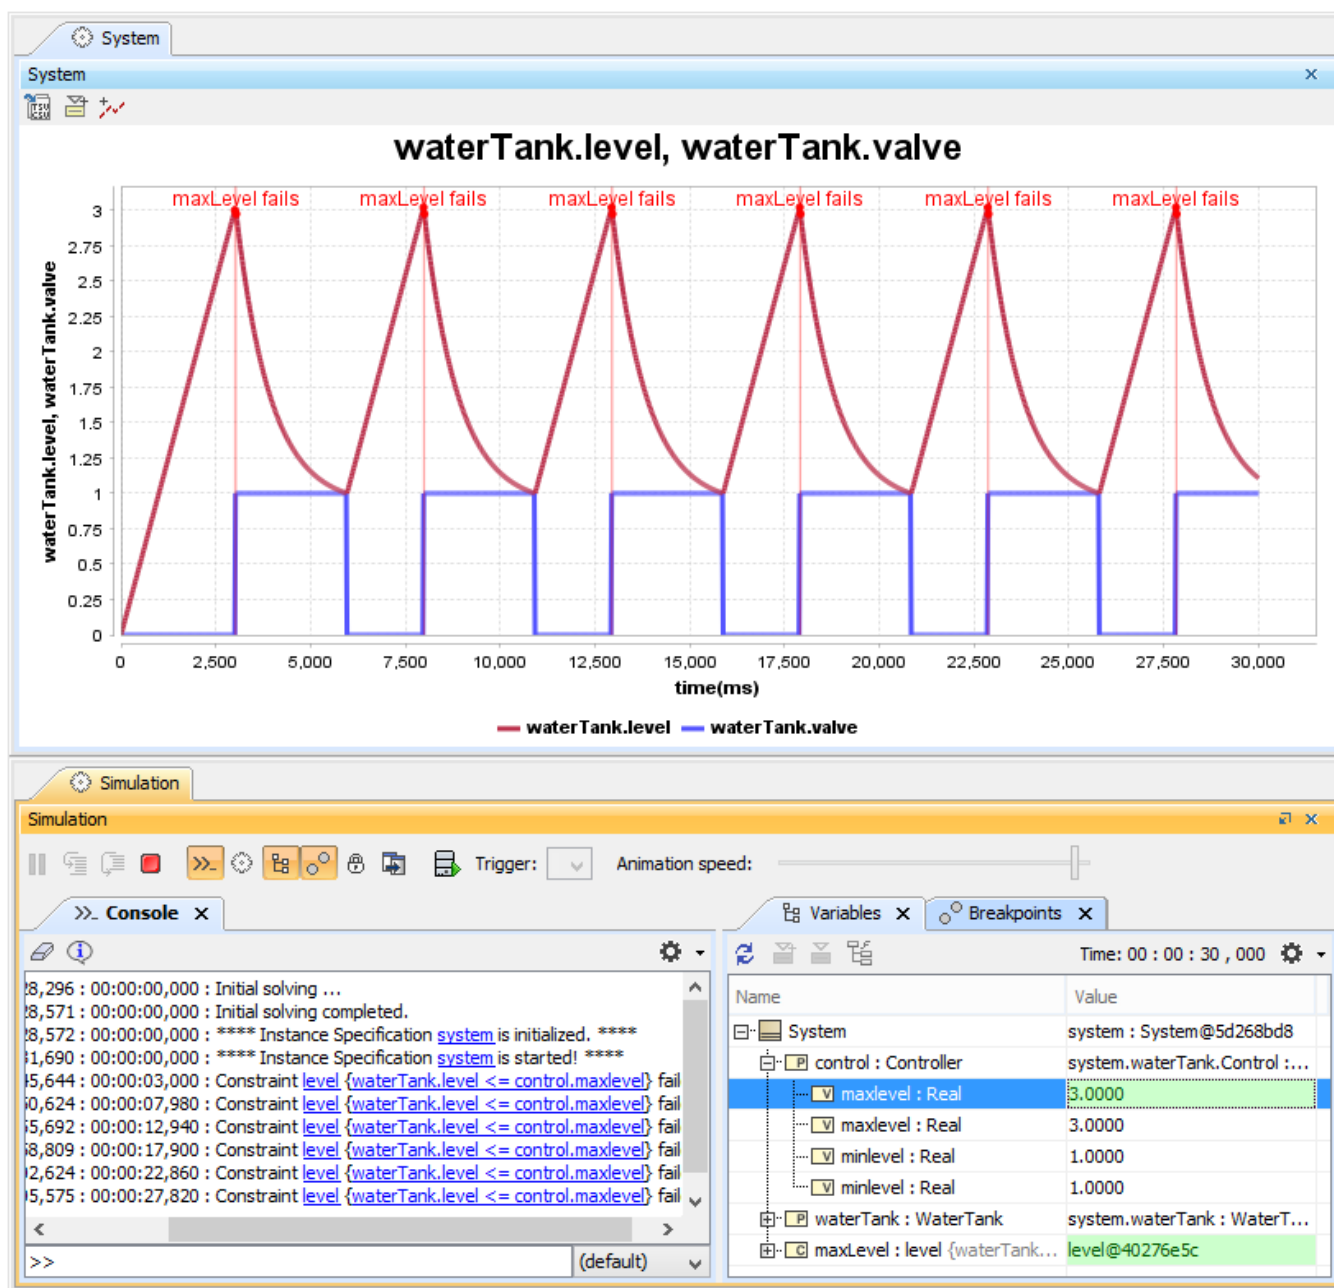 System
System
waterTank.level, waterTank.valve
maxLevel fails maxLevel fails maxLevel fails maxLevel fails maxLevel fails maxLevel fails
waterTank.level, waterTank.valve
3
2.75
2.5
2.25
2
1.75
1.5
1.25
1
0.75
0.5
0.25
0
0 2,500 5,000 7,500 10,000 12,500 15,000 17,500 20,000 22,500 25,000 27,500 30,000
time(ms)
waterTank.level waterTank.valve
Simulation
Simulation
Trigger: Animation speed:
Console
28,296 : 00:00:00,000 : Initial solving ...
28,571 : 00:00:00,000 : Initial solving completed.
28,572 : 00:00:00,000 : **** Instance Specification system is initialized. ****
31,690 : 00:00:00,000 : **** Instance Specification system is started! ****
45,644 : 00:00:03,000 : Constraint level {waterTank.level <= control.maxlevel} fail
,624 : 00:00:07,980 : Constraint level {waterTank.level <= control.maxlevel} fail
,692 : 00:00:12,940 : Constraint level {waterTank.level <= control.maxlevel} fail
,809 : 00:00:17,900 : Constraint level {waterTank.level <= control.maxlevel} fail
,624 : 00:00:22,860 : Constraint level {waterTank.level <= control.maxlevel} fail
,575 : 00:00:27,820 : Constraint level {waterTank.level <= control.maxlevel} fail
>>
(default)
Variables Breakpoints
Time: 00 : 00 : 30 , 000
Name Value
System system : System@5d268bd8
control : Controller system.waterTank.Control :...
maxlevel : Real 3.0000
maxlevel : Real 3.0000
minlevel : Real 1.0000
minlevel : Real 1.0000
waterTank : WaterTank system.waterTank : WaterT...
maxLevel : level {waterTank... level@40276e5c